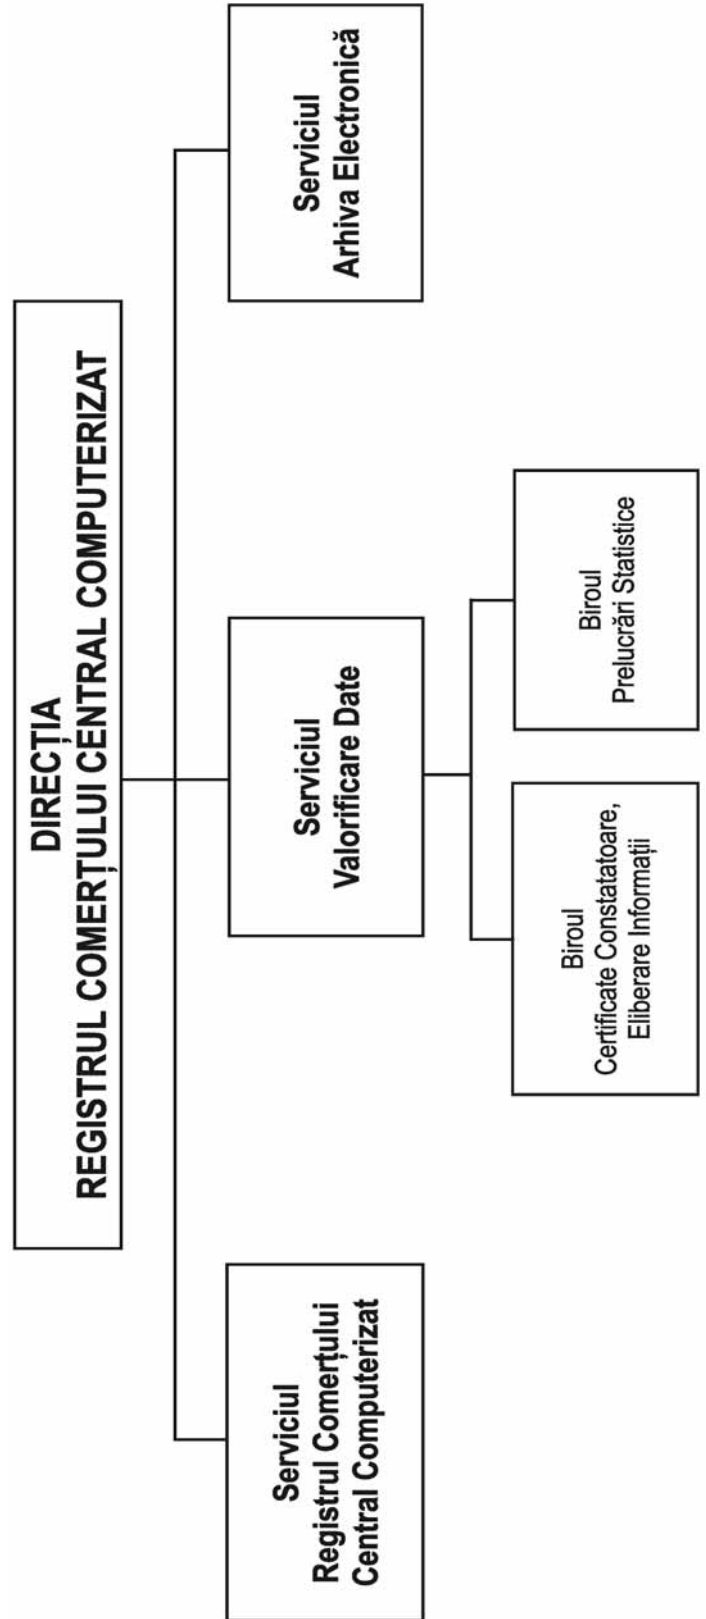 DIRECȚIA
REGISTRUL COMERȚULUI CENTRAL COMPUTERIZAT
Serviciul
Registrul Comerțului
Central Computerizat
Serviciul
Valorificare Date
Serviciul
Arhiva Electronică
Biroul
Certificate Constatatoare,
Eliberare Informații
Biroul
Prelucrări Statistice